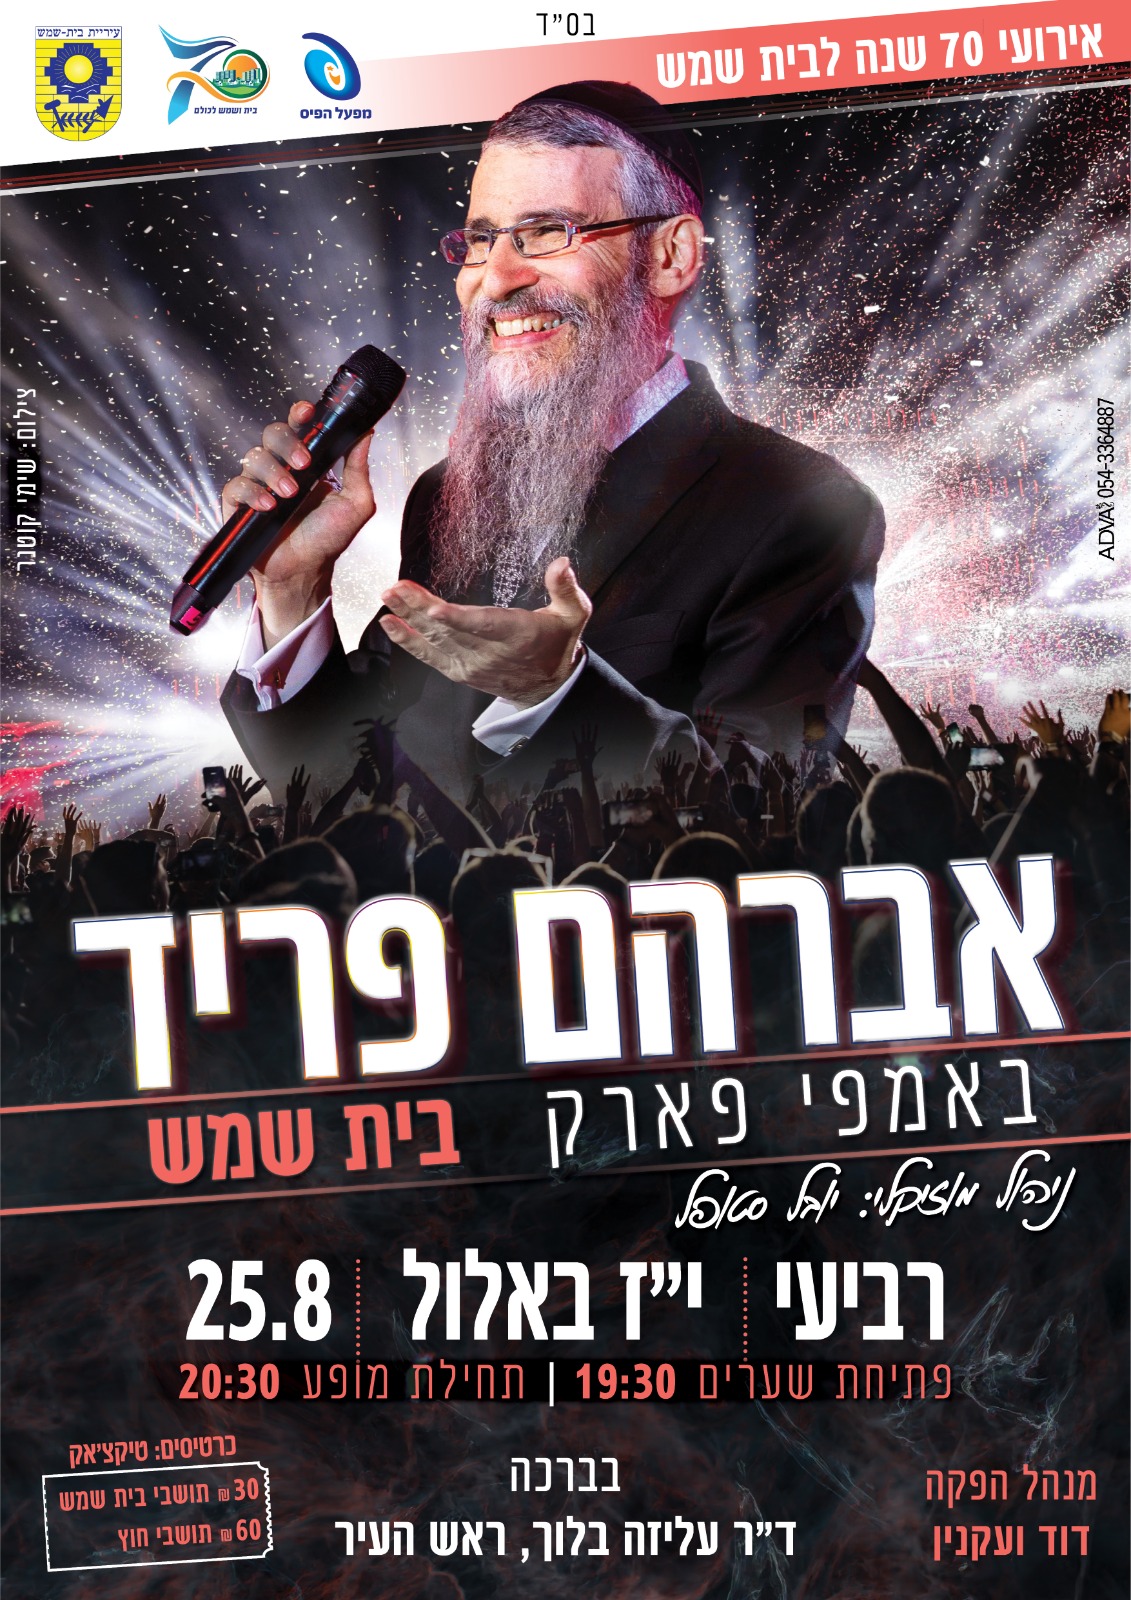 בס״ד
אירועי 70 שנה לבית שמש
עיריית בית-שמש
בית ושמש לכולם
מפעל הפיס
צילום: שימי קוטנר
ADVA 054-3364887
אברהם פריד
באמפי פארק בית שמש
ניהול מוזיקלי: יובל סטופל
רביעי י״ז באלול 25.8
פתיחת שערים 19:30 | תחילת מופע 20:30
כרטיסים: טיקצ׳אק
30 ₪ תושבי בית שמש
60 ₪ תושבי חוץ
בברכה
ד״ר עליזה בלוך, ראש העיר
מנהל הפקה
דוד ועקנין